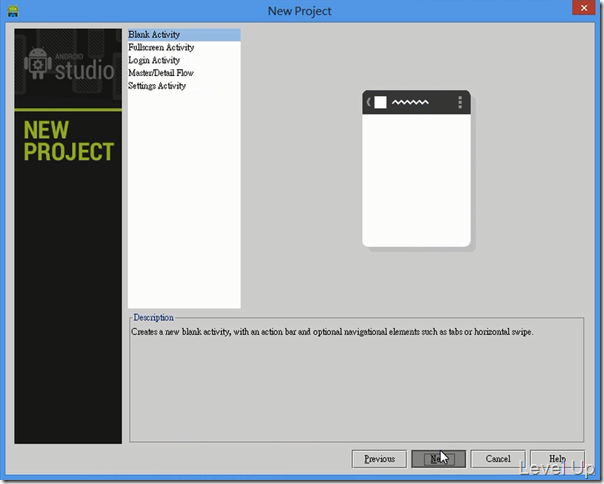 New Project
ANDROID
studio
NEW
PROJECT
Blank Activity
Fullscreen Activity
Login Activity
Master/Detail Flow
Settings Activity
Description
Creates a new blank activity, with an action bar and optional navigational elements such as tabs or horizontal swipe.
Previous
Cancel
Help
Level Up